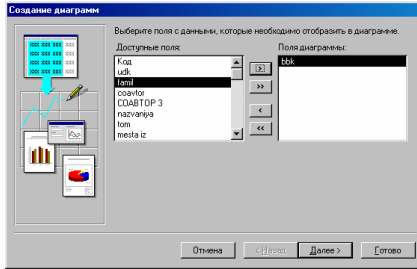 Создание диаграмм
Выберите поля с данными, которые необходимо отобразить в диаграмме.
Доступные поля:
Поля диаграммы:
Код
udk
famil
coavtor
СОАВТОР 3
nazvaniya
tom
mesta iz
>
>>
<
<<
bbk
Отмена
< Назад
Далее >
Готово